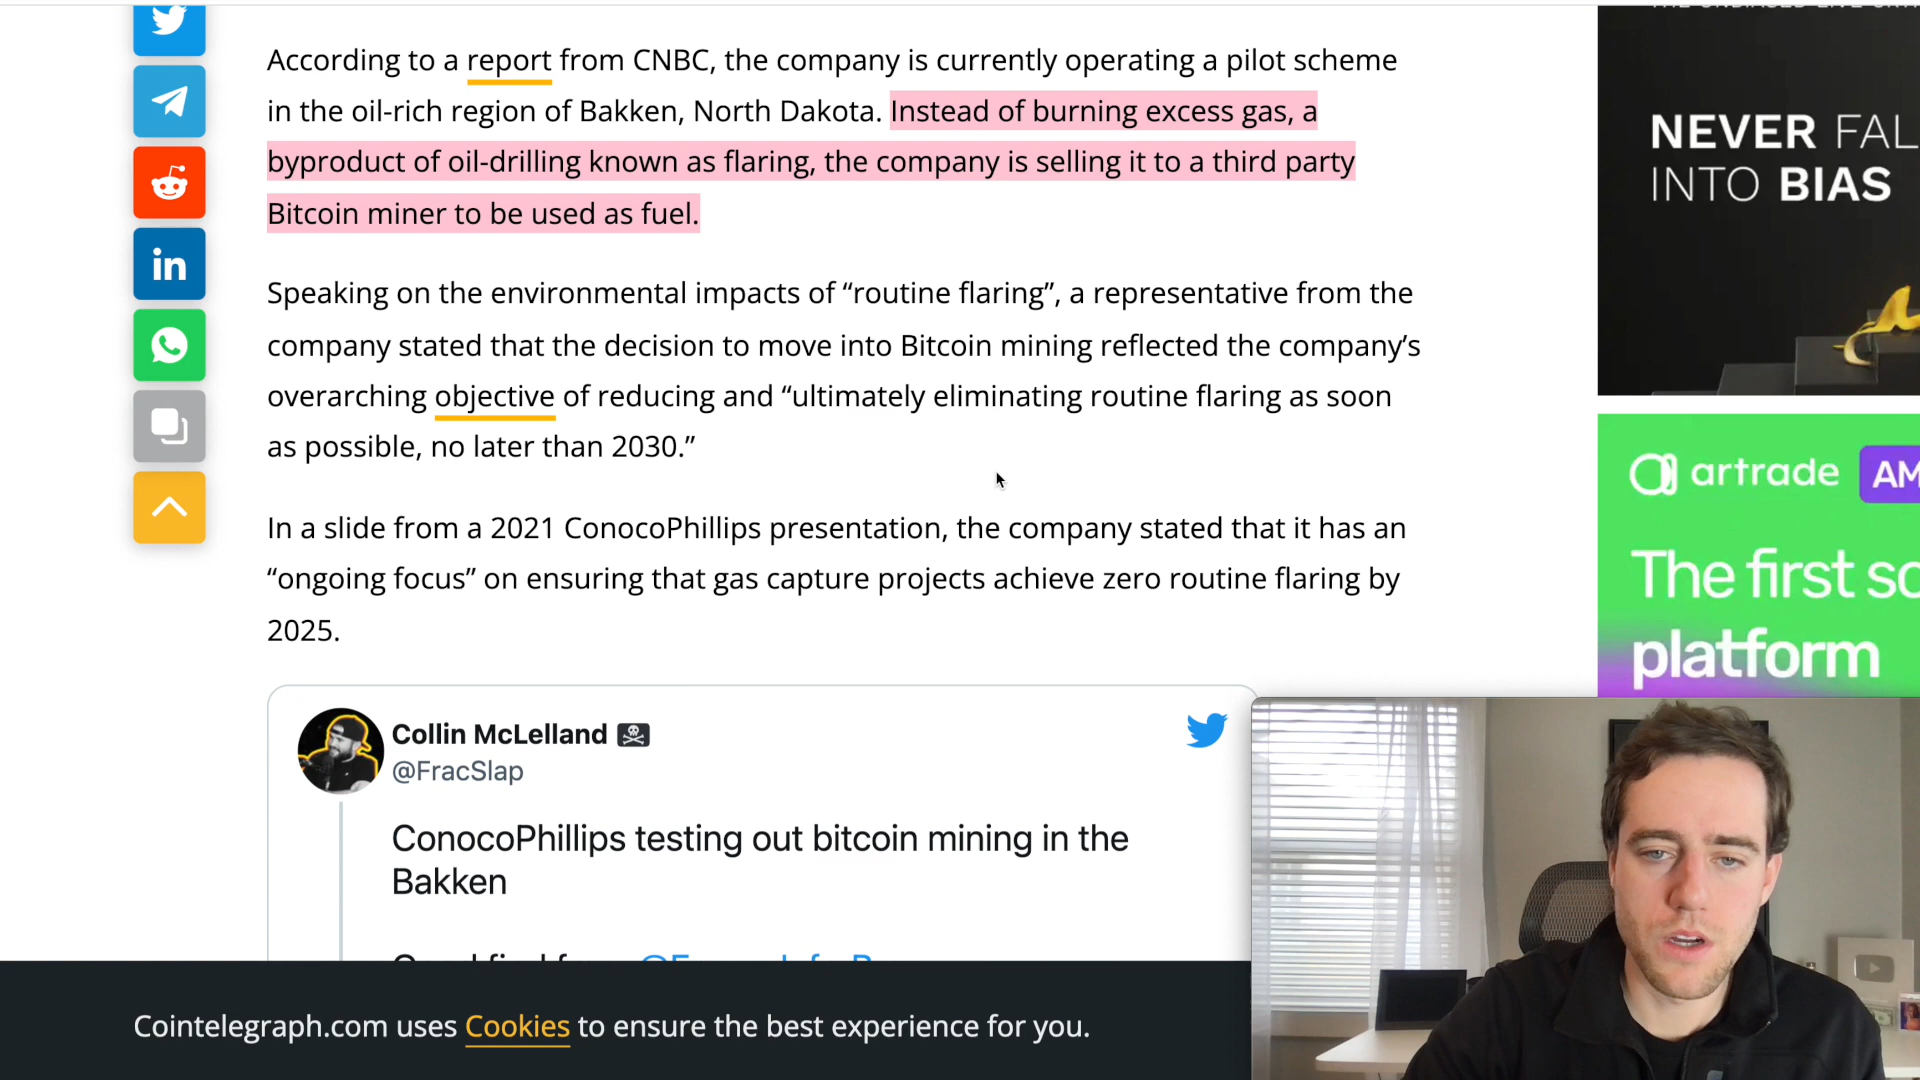 According to a report from CNBC, the company is currently operating a pilot scheme
in the oil-rich region of Bakken, North Dakota. Instead of burning excess gas, a
byproduct of oil-drilling known as flaring, the company is selling it to a third party
Bitcoin miner to be used as fuel.
Speaking on the environmental impacts of “routine flaring”, a representative from the
company stated that the decision to move into Bitcoin mining reflected the company’s
overarching objective of reducing and “ultimately eliminating routine flaring as soon
as possible, no later than 2030.”
In a slide from a 2021 ConocoPhillips presentation, the company stated that it has an
“ongoing focus” on ensuring that gas capture projects achieve zero routine flaring by
2025.
Collin McLelland
@FracSlap
ConocoPhillips testing out bitcoin mining in the
Bakken
Cointelegraph.com uses Cookies to ensure the best experience for you.
in
NEVER FAL
INTO BIAS
artrade AM
The first so
platform